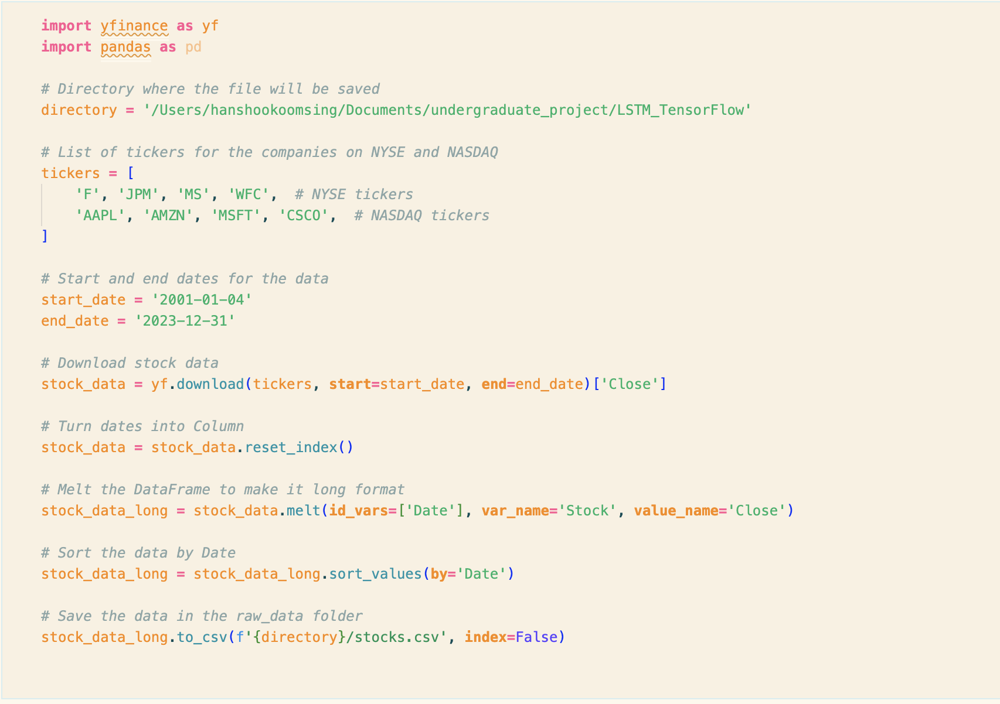 import yfinance as yf
import pandas as pd
# Directory where the file will be saved
directory = '/Users/hanshookoomsing/Documents/undergraduate_project/LSTM_TensorFlow'
# List of tickers for the companies on NYSE and NASDAQ
tickers = [
    'F', 'JPM', 'MS', 'WFC',  # NYSE tickers
    'AAPL', 'AMZN', 'MSFT', 'CSCO',  # NASDAQ tickers
]
# Start and end dates for the data
start_date = '2001-01-04'
end_date = '2023-12-31'
# Download stock data
stock_data = yf.download(tickers, start=start_date, end=end_date)['Close']
# Turn dates into Column
stock_data = stock_data.reset_index()
# Melt the DataFrame to make it long format
stock_data_long = stock_data.melt(id_vars=['Date'], var_name='Stock', value_name='Close')
# Sort the data by Date
stock_data_long = stock_data_long.sort_values(by='Date')
# Save the data in the raw_data folder
stock_data_long.to_csv(f'{directory}/stocks.csv', index=False)